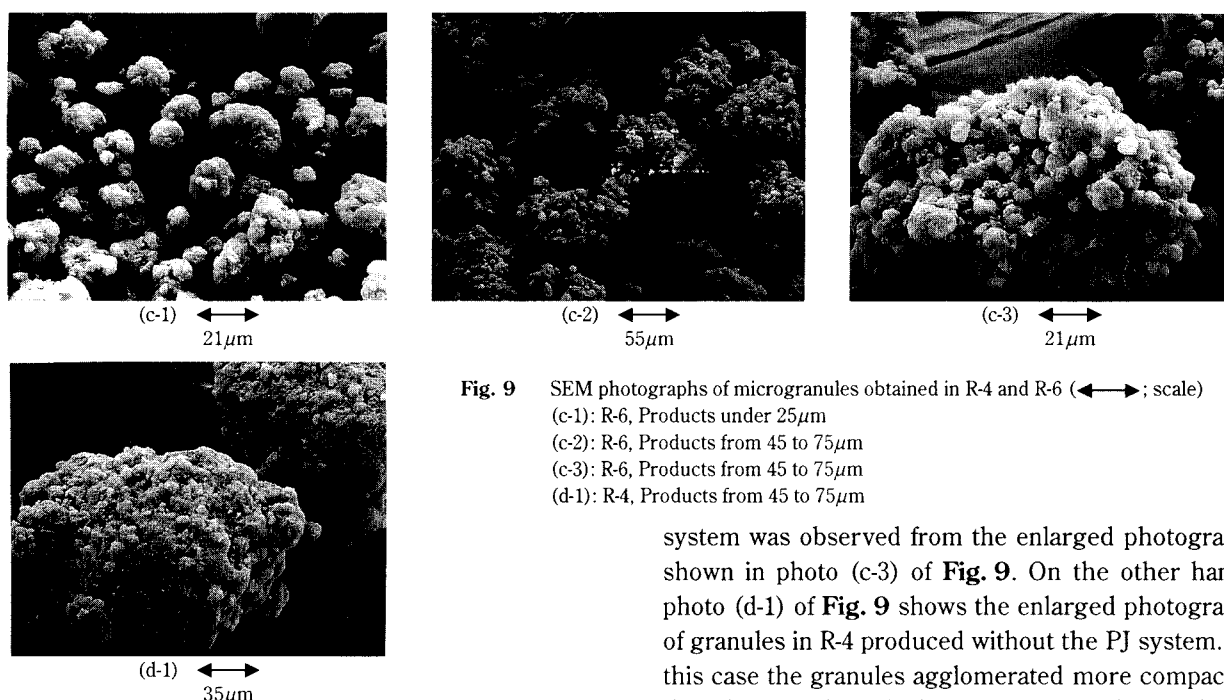 (c-1)
21μm
(c-2)
55μm
(c-3)
21μm
(d-1)
35μm
Fig. 9 SEM photographs of microgranules obtained in R-4 and R-6 (◄──►; scale)
(c-1): R-6, Products under 25μm
(c-2): R-6, Products from 45 to 75μm
(c-3): R-6, Products from 45 to 75μm
(d-1): R-4, Products from 45 to 75μm
system was observed from the enlarged photogra
shown in photo (c-3) of Fig. 9. On the other har
photo (d-1) of Fig. 9 shows the enlarged photogra
of granules in R-4 produced without the PJ system.
this case the granules agglomerated more compac